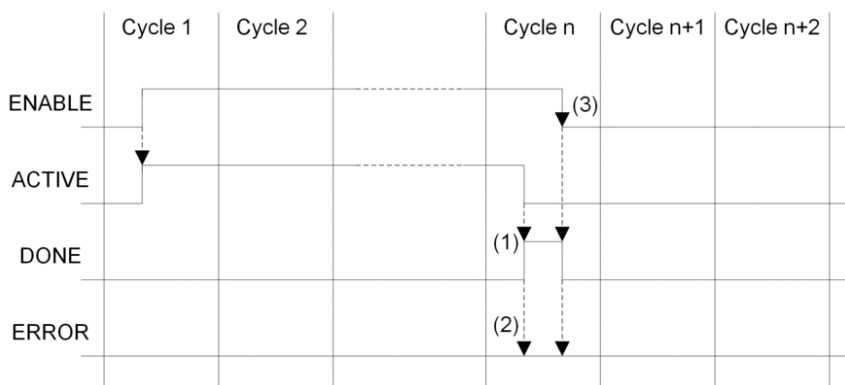 Cycle 1 Cycle 2 Cycle n Cycle n+1 Cycle n+2
ENABLE (3)
ACTIVE
(1)
DONE
(2)
ERROR